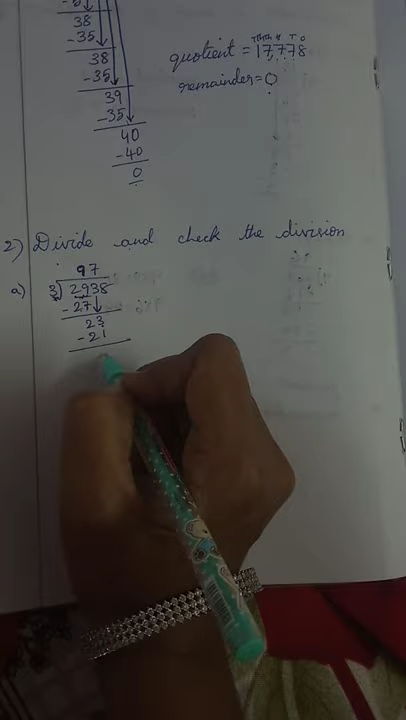 38
-35
38
-35
39
-35
40
-40
0
TTh Th H T O
quotient = 17,778
remainder = 0
2) Divide and check the division
97
a) 3 2938
-27
23
-21